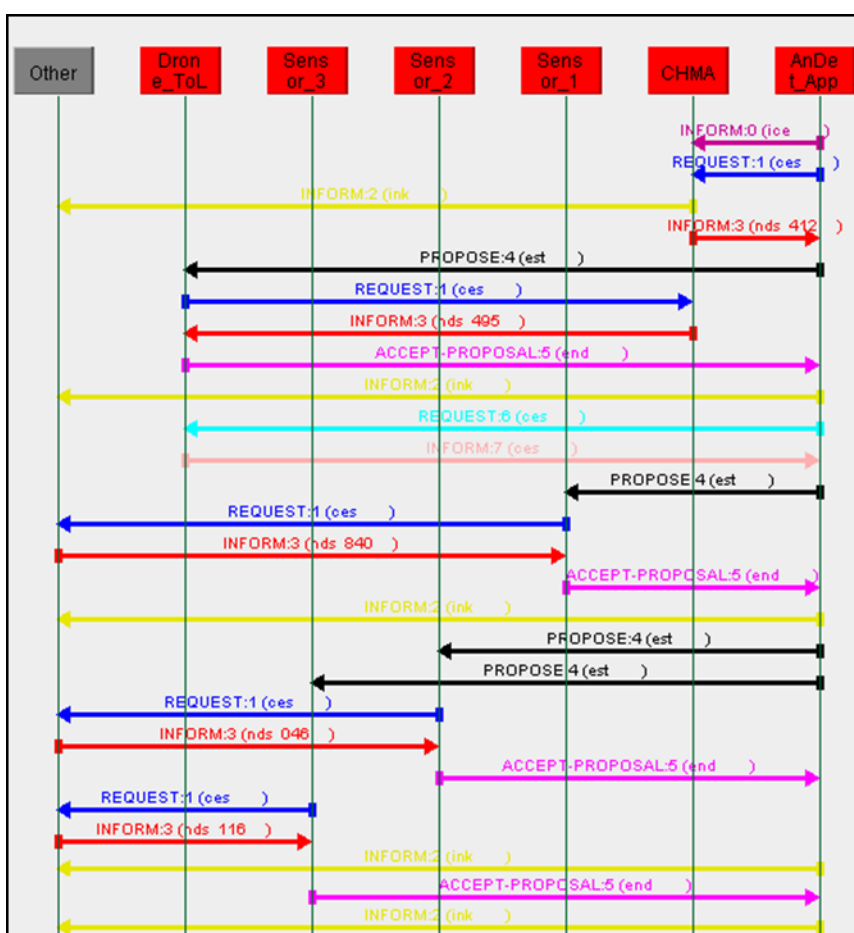 Other
Dron
e_ToL
Sens
or_3
Sens
or_2
Sens
or_1
CHMA
AnDe
t_App
INFORM:0 (ice )
REQUEST:1 (ces )
INFORM:2 (ink )
INFORM:3 (nds 412 )
PROPOSE:4 (est )
REQUEST:1 (ces )
INFORM:3 (nds 495 )
ACCEPT-PROPOSAL:5 (end )
INFORM:2 (ink )
REQUEST:6 (ces )
INFORM:7 (ces )
PROPOSE:4 (est )
REQUEST:1 (ces )
INFORM:3 (nds 840 )
ACCEPT-PROPOSAL:5 (end )
INFORM:2 (ink )
PROPOSE:4 (est )
PROPOSE:4 (est )
REQUEST:1 (ces )
INFORM:3 (nds 046 )
ACCEPT-PROPOSAL:5 (end )
REQUEST:1 (ces )
INFORM:3 (nds 116 )
INFORM:2 (ink )
ACCEPT-PROPOSAL:5 (end )
INFORM:2 (ink )